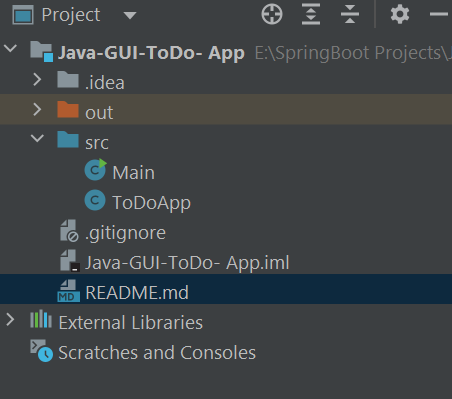 Project
Java-GUI-ToDo- App E:\SpringBoot Projects\J
.idea
out
src
Main
ToDoApp
.gitignore
Java-GUI-ToDo- App.iml
README.md
External Libraries
Scratches and Consoles